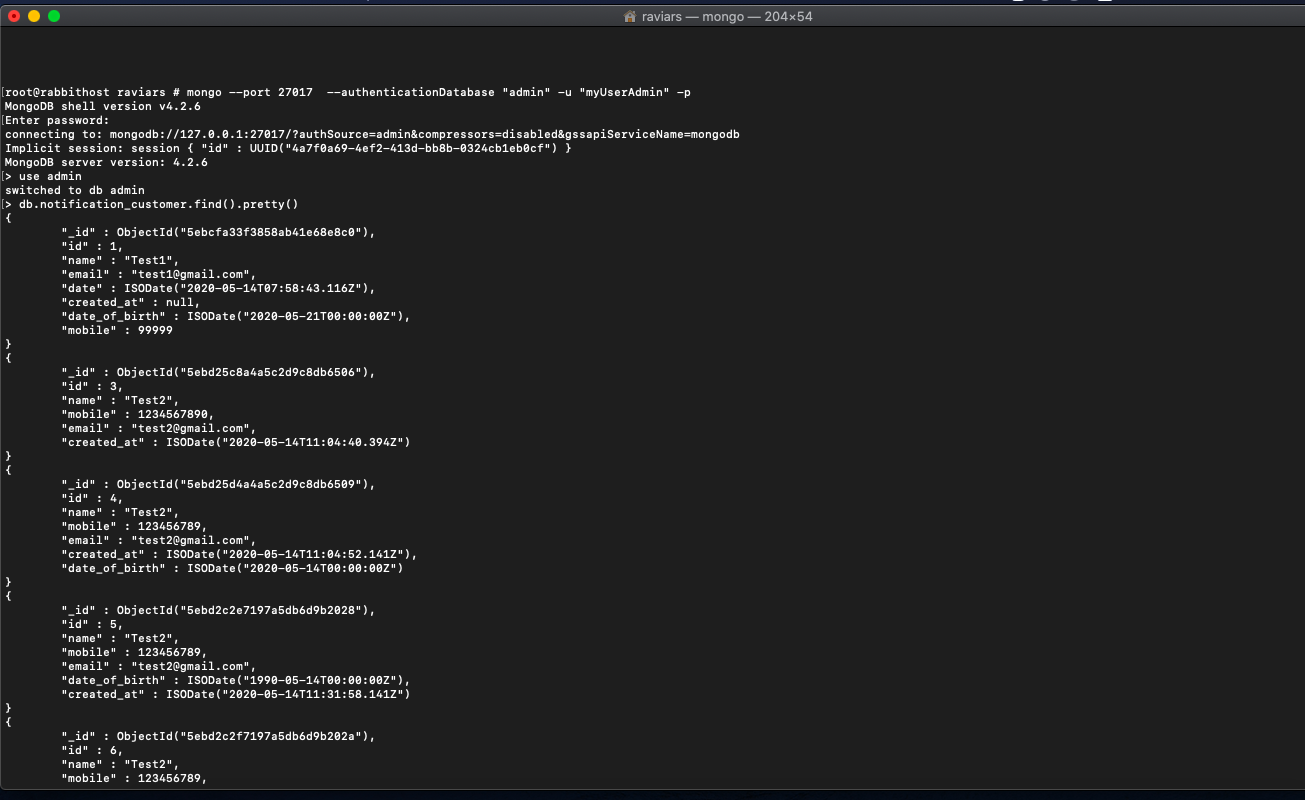 raviars — mongo — 204×54
[root@rabbithost raviars # mongo --port 27017  --authenticationDatabase "admin" -u "myUserAdmin" -p
MongoDB shell version v4.2.6
[Enter password:
connecting to: mongodb://127.0.0.1:27017/?authSource=admin&compressors=disabled&gssapiServiceName=mongodb
Implicit session: session { "id" : UUID("4a7f0a69-4ef2-413d-bb8b-0324cb1eb0cf") }
MongoDB server version: 4.2.6
[> use admin
switched to db admin
[> db.notification_customer.find().pretty()
{
        "_id" : ObjectId("5ebcfa33f3858ab41e68e8c0"),
        "id" : 1,
        "name" : "Test1",
        "email" : "test1@gmail.com",
        "date" : ISODate("2020-05-14T07:58:43.116Z"),
        "created_at" : null,
        "date_of_birth" : ISODate("2020-05-21T00:00:00Z"),
        "mobile" : 99999
}
{
        "_id" : ObjectId("5ebd25c8a4a5c2d9c8db6506"),
        "id" : 3,
        "name" : "Test2",
        "mobile" : 1234567890,
        "email" : "test2@gmail.com",
        "created_at" : ISODate("2020-05-14T11:04:40.394Z")
}
{
        "_id" : ObjectId("5ebd25d4a4a5c2d9c8db6509"),
        "id" : 4,
        "name" : "Test2",
        "mobile" : 123456789,
        "email" : "test2@gmail.com",
        "created_at" : ISODate("2020-05-14T11:04:52.141Z"),
        "date_of_birth" : ISODate("2020-05-14T00:00:00Z")
}
{
        "_id" : ObjectId("5ebd2c2e7197a5db6d9b2028"),
        "id" : 5,
        "name" : "Test2",
        "mobile" : 123456789,
        "email" : "test2@gmail.com",
        "date_of_birth" : ISODate("1990-05-14T00:00:00Z"),
        "created_at" : ISODate("2020-05-14T11:31:58.141Z")
}
{
        "_id" : ObjectId("5ebd2c2f7197a5db6d9b202a"),
        "id" : 6,
        "name" : "Test2",
        "mobile" : 123456789,